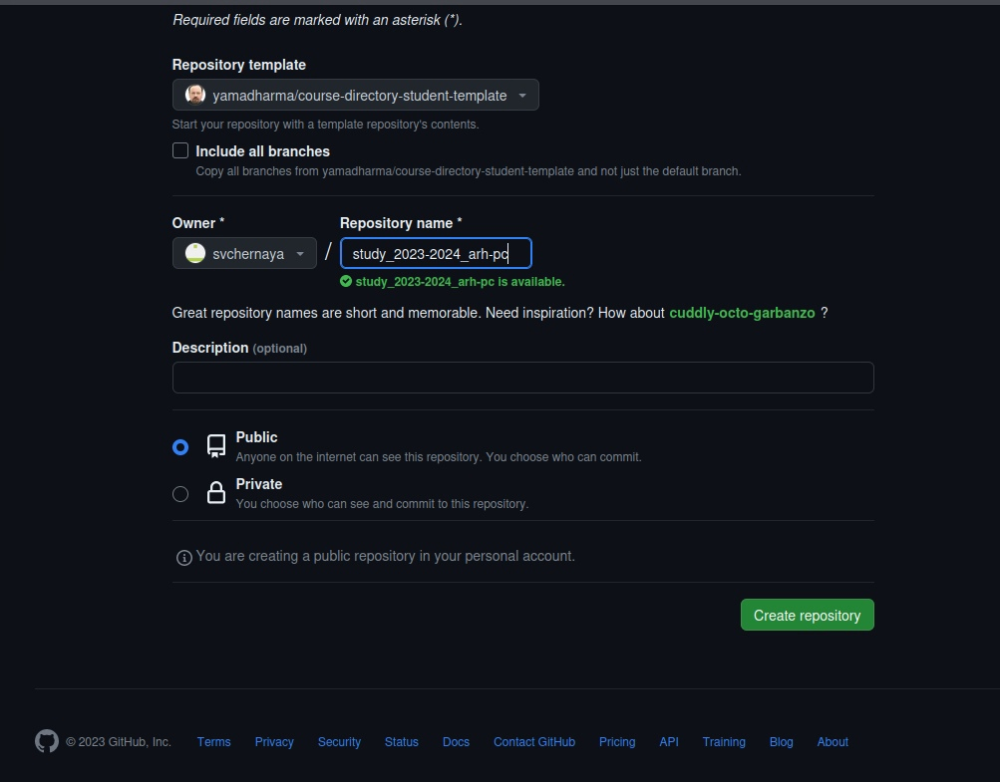 Required fields are marked with an asterisk (*).
Repository template
yamadharma/course-directory-student-template
Start your repository with a template repository's contents.
Include all branches
Copy all branches from yamadharma/course-directory-student-template and not just the default branch.
Owner * Repository name *
svchernaya / study_2023-2024_arh-pc
study_2023-2024_arh-pc is available.
Great repository names are short and memorable. Need inspiration? How about cuddly-octo-garbanzo ?
Description (optional)
Public
Anyone on the internet can see this repository. You choose who can commit.
Private
You choose who can see and commit to this repository.
You are creating a public repository in your personal account.
Create repository
© 2023 GitHub, Inc. Terms Privacy Security Status Docs Contact GitHub Pricing API Training Blog About